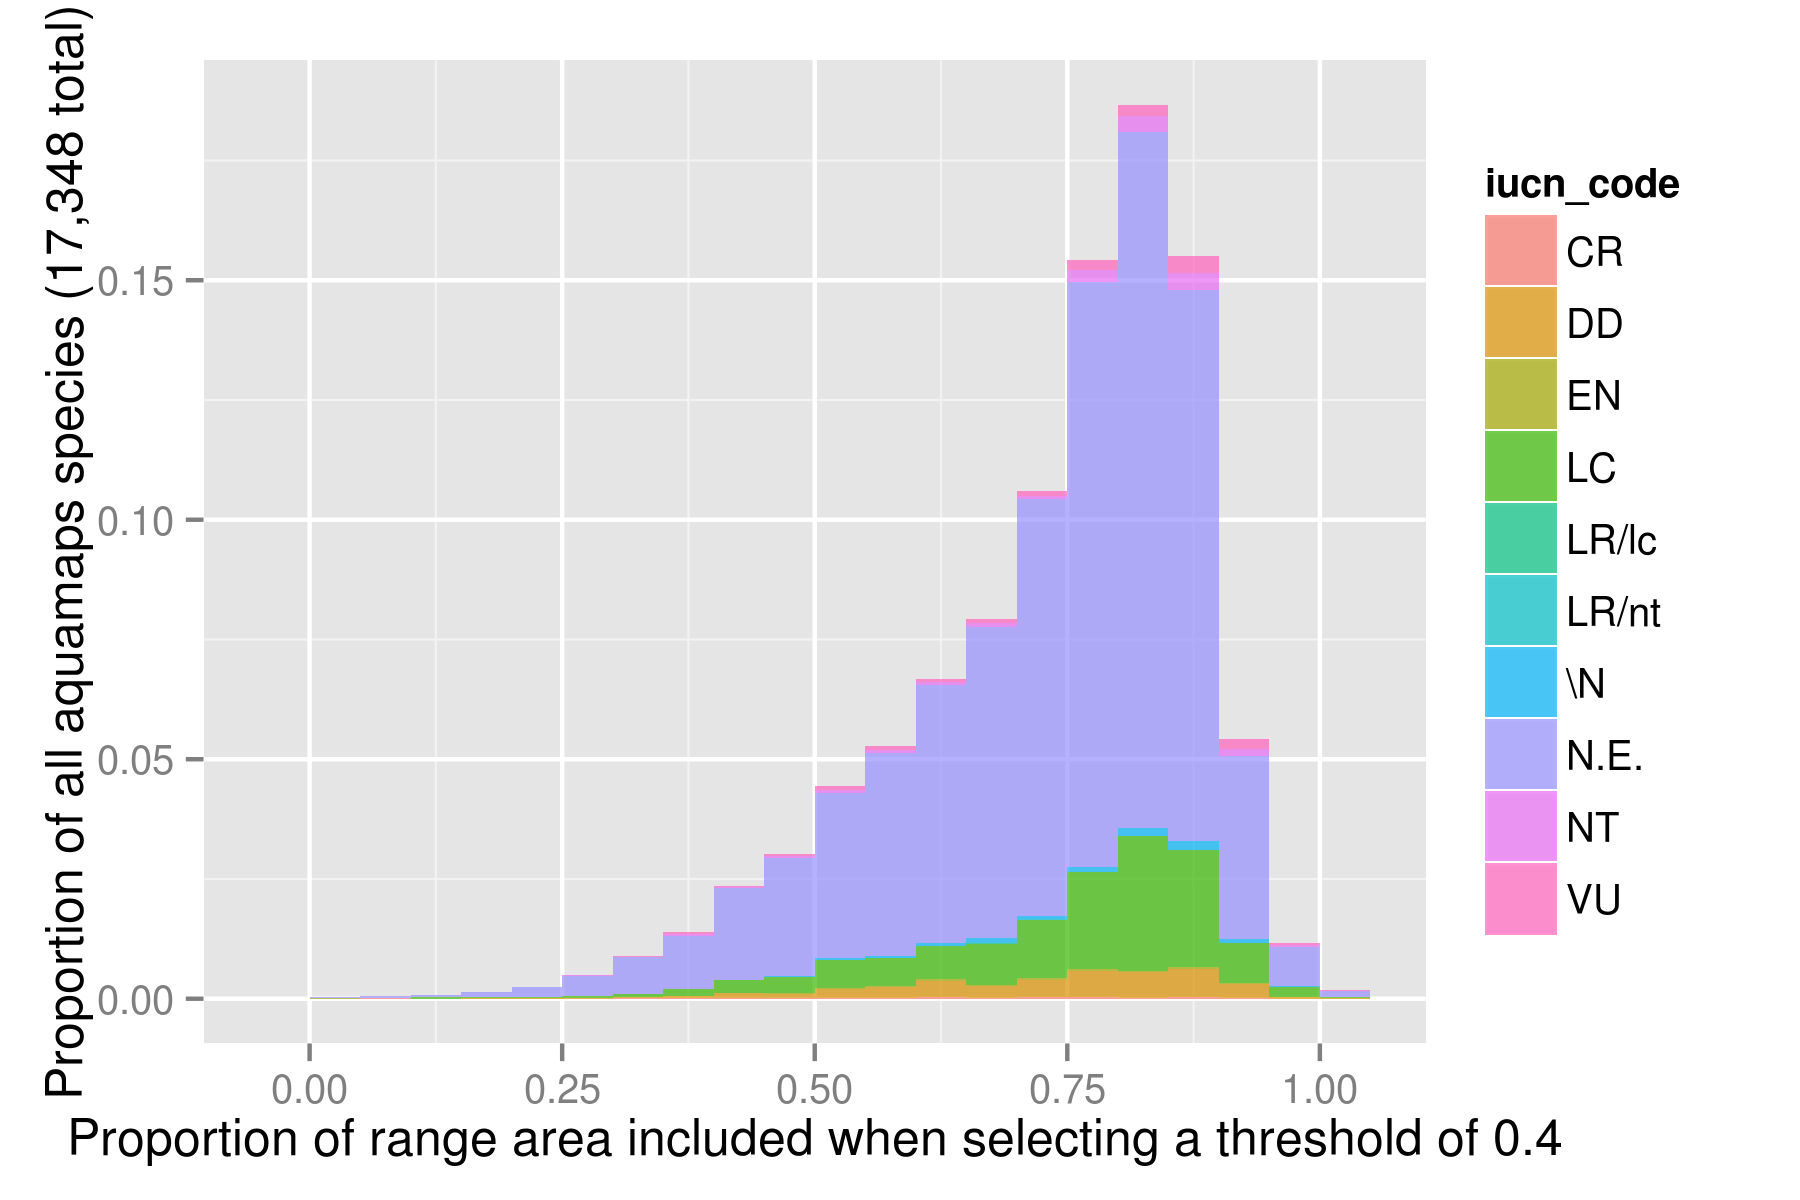 Proportion of all aquamaps species (17,348 total)
0.15
0.10
0.05
0.00
0.00 0.25 0.50 0.75 1.00
Proportion of range area included when selecting a threshold of 0.4
iucn_code
CR
DD
EN
LC
LR/lc
LR/nt
\N
N.E.
NT
VU